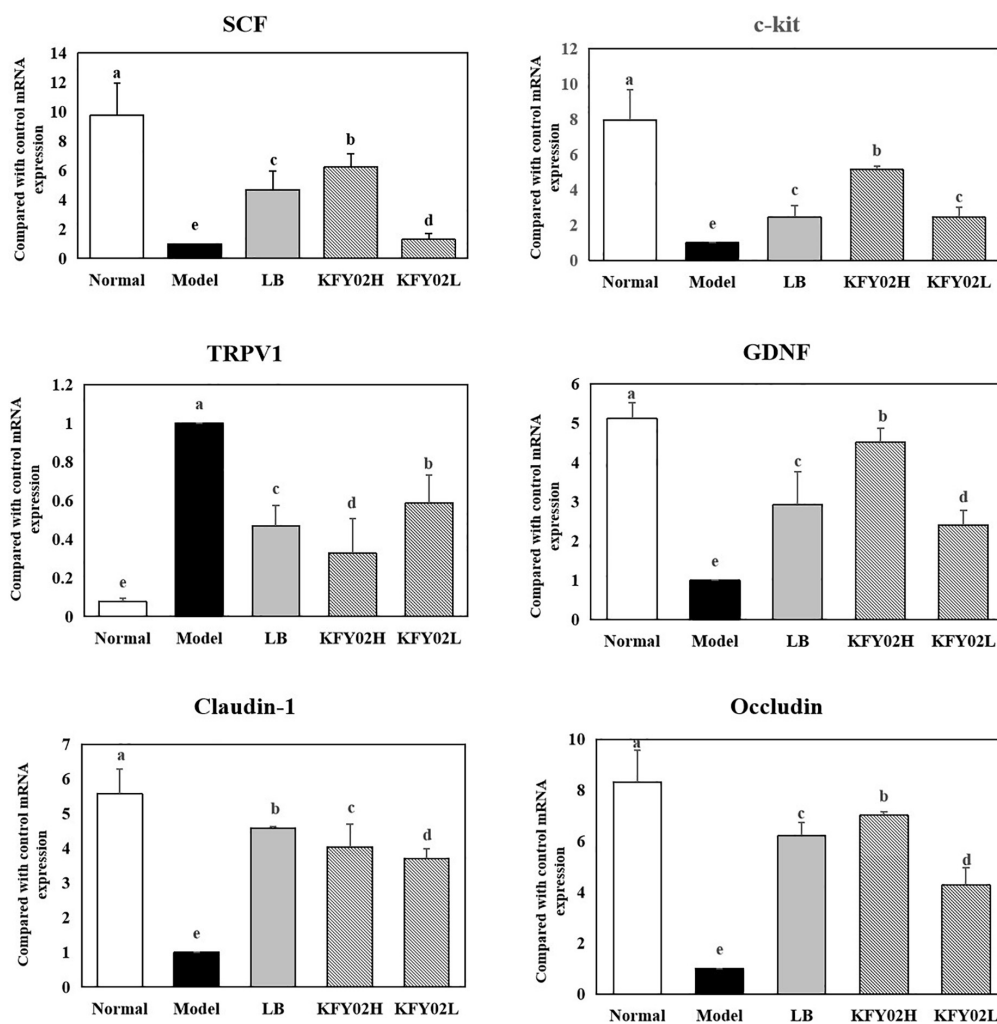 SCF
Compared with control mRNA
expression
14
12
10
8
6
4
2
0
a
e
c
b
d
Normal Model LB KFY02H KFY02L
c-kit
Compared with control mRNA
expression
12
10
8
6
4
2
0
a
e
c
b
c
Normal Model LB KFY02H KFY02L
TRPV1
Compared with control mRNA
expression
1.2
1
0.8
0.6
0.4
0.2
0
e
a
c
d
b
Normal Model LB KFY02H KFY02L
GDNF
Compared with control mRNA
expression
6
5
4
3
2
1
0
a
e
c
b
d
Normal Model LB KFY02H KFY02L
Claudin-1
Compared with control mRNA
expression
7
6
5
4
3
2
1
0
a
e
b
c
d
Normal Model LB KFY02H KFY02L
Occludin
Compared with control mRNA
expression
10
8
6
4
2
0
a
e
c
b
d
Normal Model LB KFY02H KFY02L